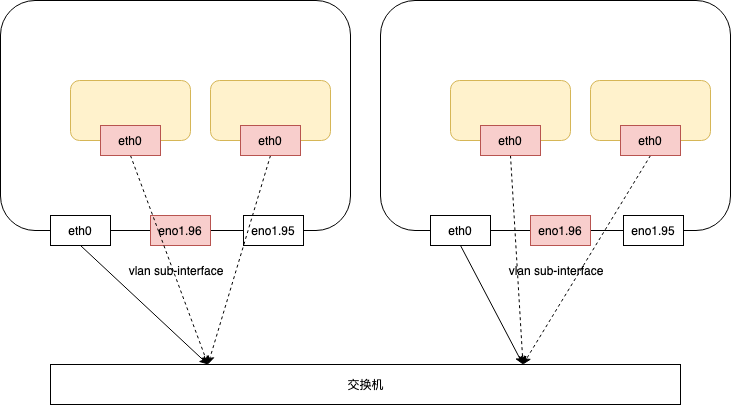 eth0
eth0
eth0
eth0
eth0
eno1.96
eno1.95
eth0
eno1.96
eno1.95
vlan sub-interface
vlan sub-interface
交换机